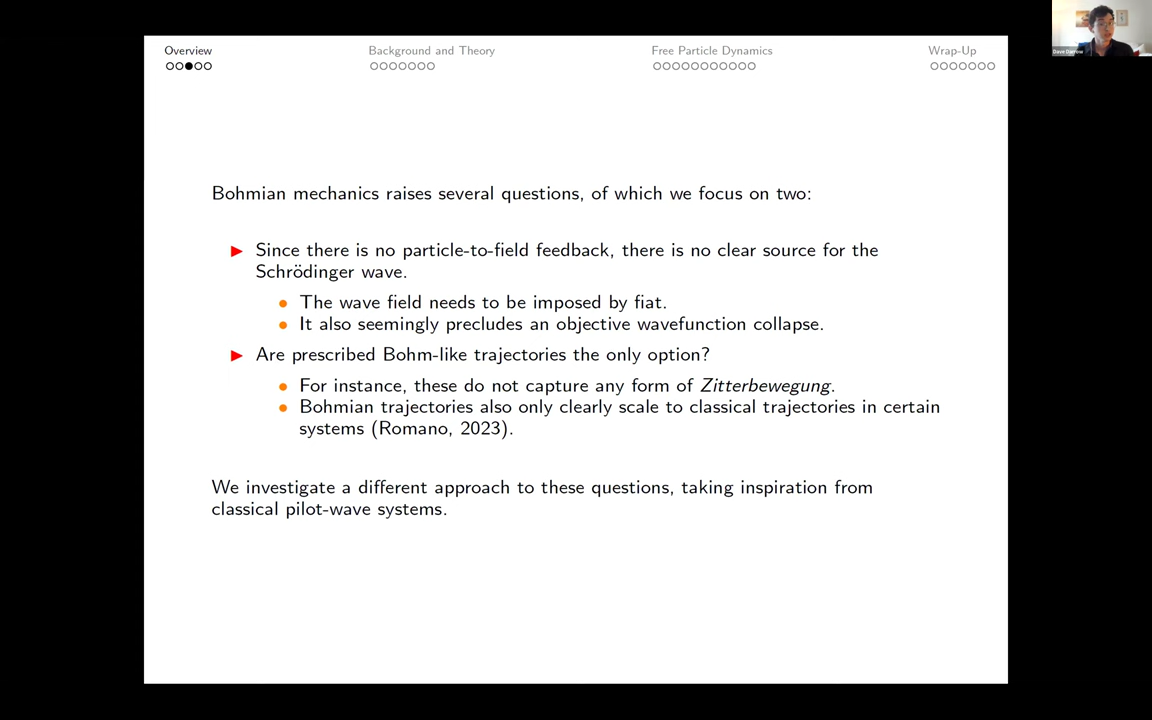 Overview
Background and Theory
Free Particle Dynamics
Wrap-Up
Dave Darrow
Bohmian mechanics raises several questions, of which we focus on two:
Since there is no particle-to-field feedback, there is no clear source for the
Schrödinger wave.
The wave field needs to be imposed by fiat.
It also seemingly precludes an objective wavefunction collapse.
Are prescribed Bohm-like trajectories the only option?
For instance, these do not capture any form of Zitterbewegung.
Bohmian trajectories also only clearly scale to classical trajectories in certain
systems (Romano, 2023).
We investigate a different approach to these questions, taking inspiration from
classical pilot-wave systems.